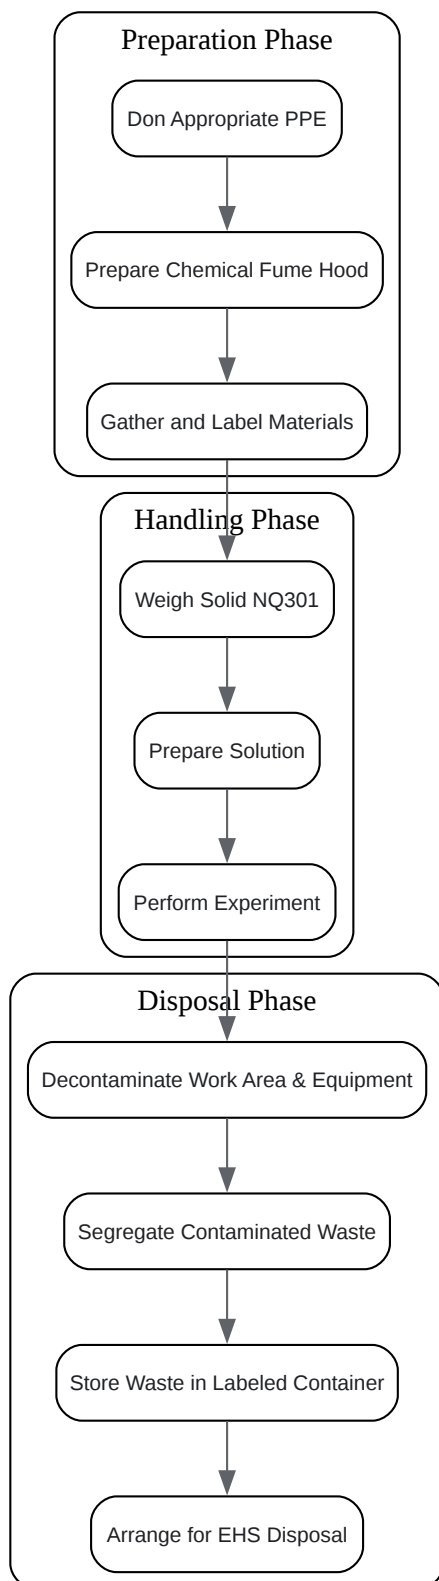 Preparation Phase
Don Appropriate PPE
Prepare Chemical Fume Hood
Gather and Label Materials
Handling Phase
Weigh Solid NQ301
Prepare Solution
Perform Experiment
Disposal Phase
Decontaminate Work Area & Equipment
Segregate Contaminated Waste
Store Waste in Labeled Container
Arrange for EHS Disposal